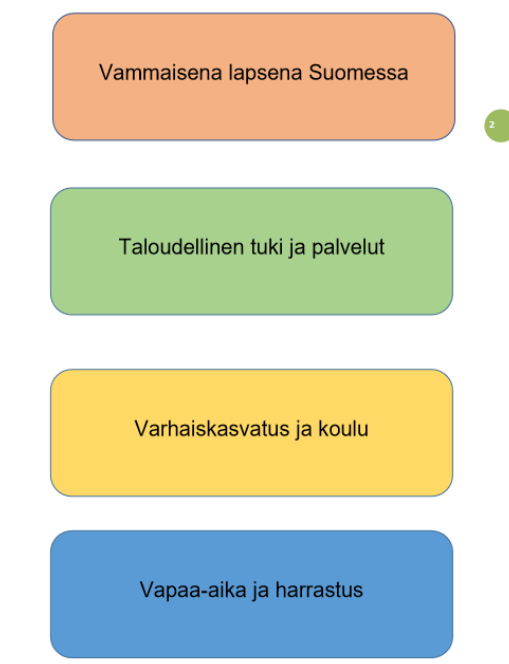 Vammaisena lapsena Suomessa
2
Taloudellinen tuki ja palvelut
Varhaiskasvatus ja koulu
Vapaa-aika ja harrastus